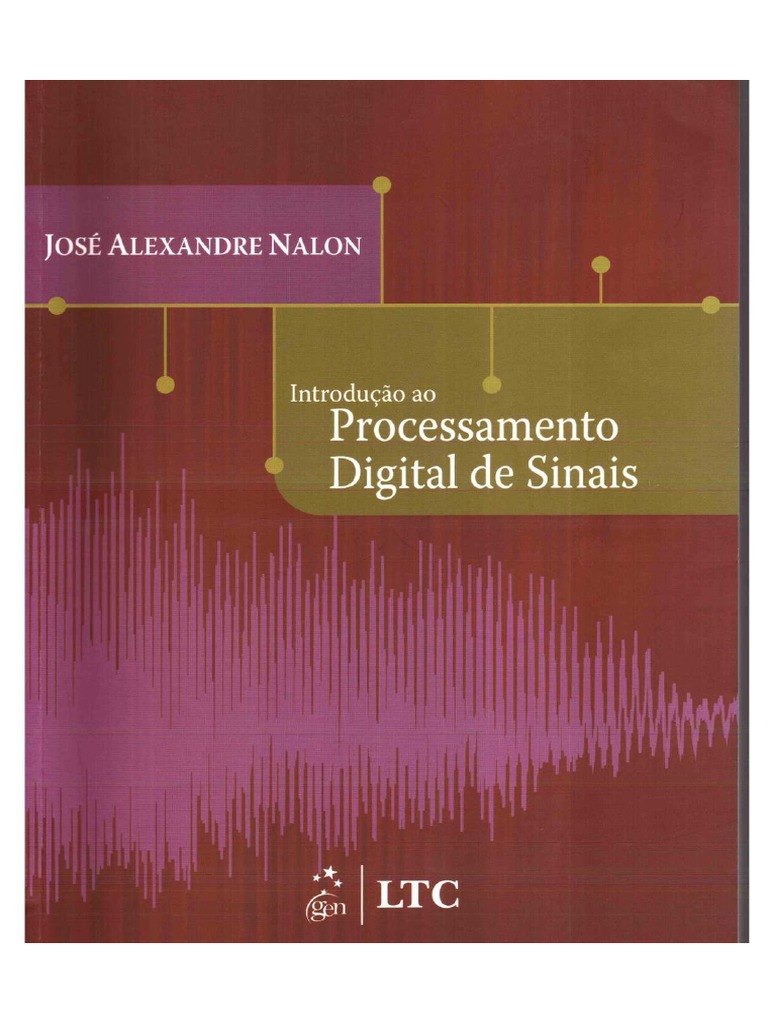 JOSÉ ALEXANDRE NALON
Introdução ao
Processamento
Digital de Sinais
gen
LTC